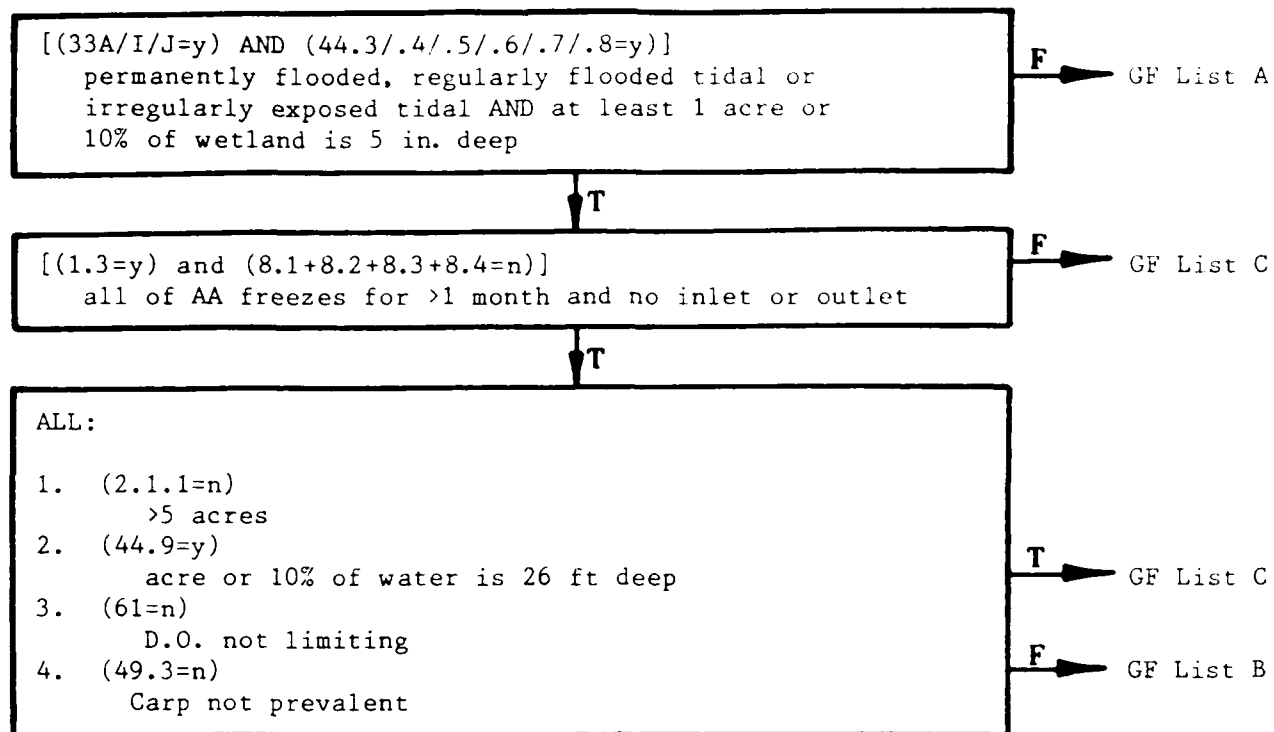 [(33A/I/J=y) AND (44.3/.4/.5/.6/.7/.8=y)]
permanently flooded, regularly flooded tidal or
irregularly exposed tidal AND at least 1 acre or
10% of wetland is 5 in. deep
F
GF List A
T
[(1.3=y) and (8.1+8.2+8.3+8.4=n)]
all of AA freezes for >1 month and no inlet or outlet
F
GF List C
T
ALL:
1. (2.1.1=n)
>5 acres
2. (44.9=y)
acre or 10% of water is 26 ft deep
3. (61=n)
D.O. not limiting
4. (49.3=n)
Carp not prevalent
T
GF List C
F
GF List B